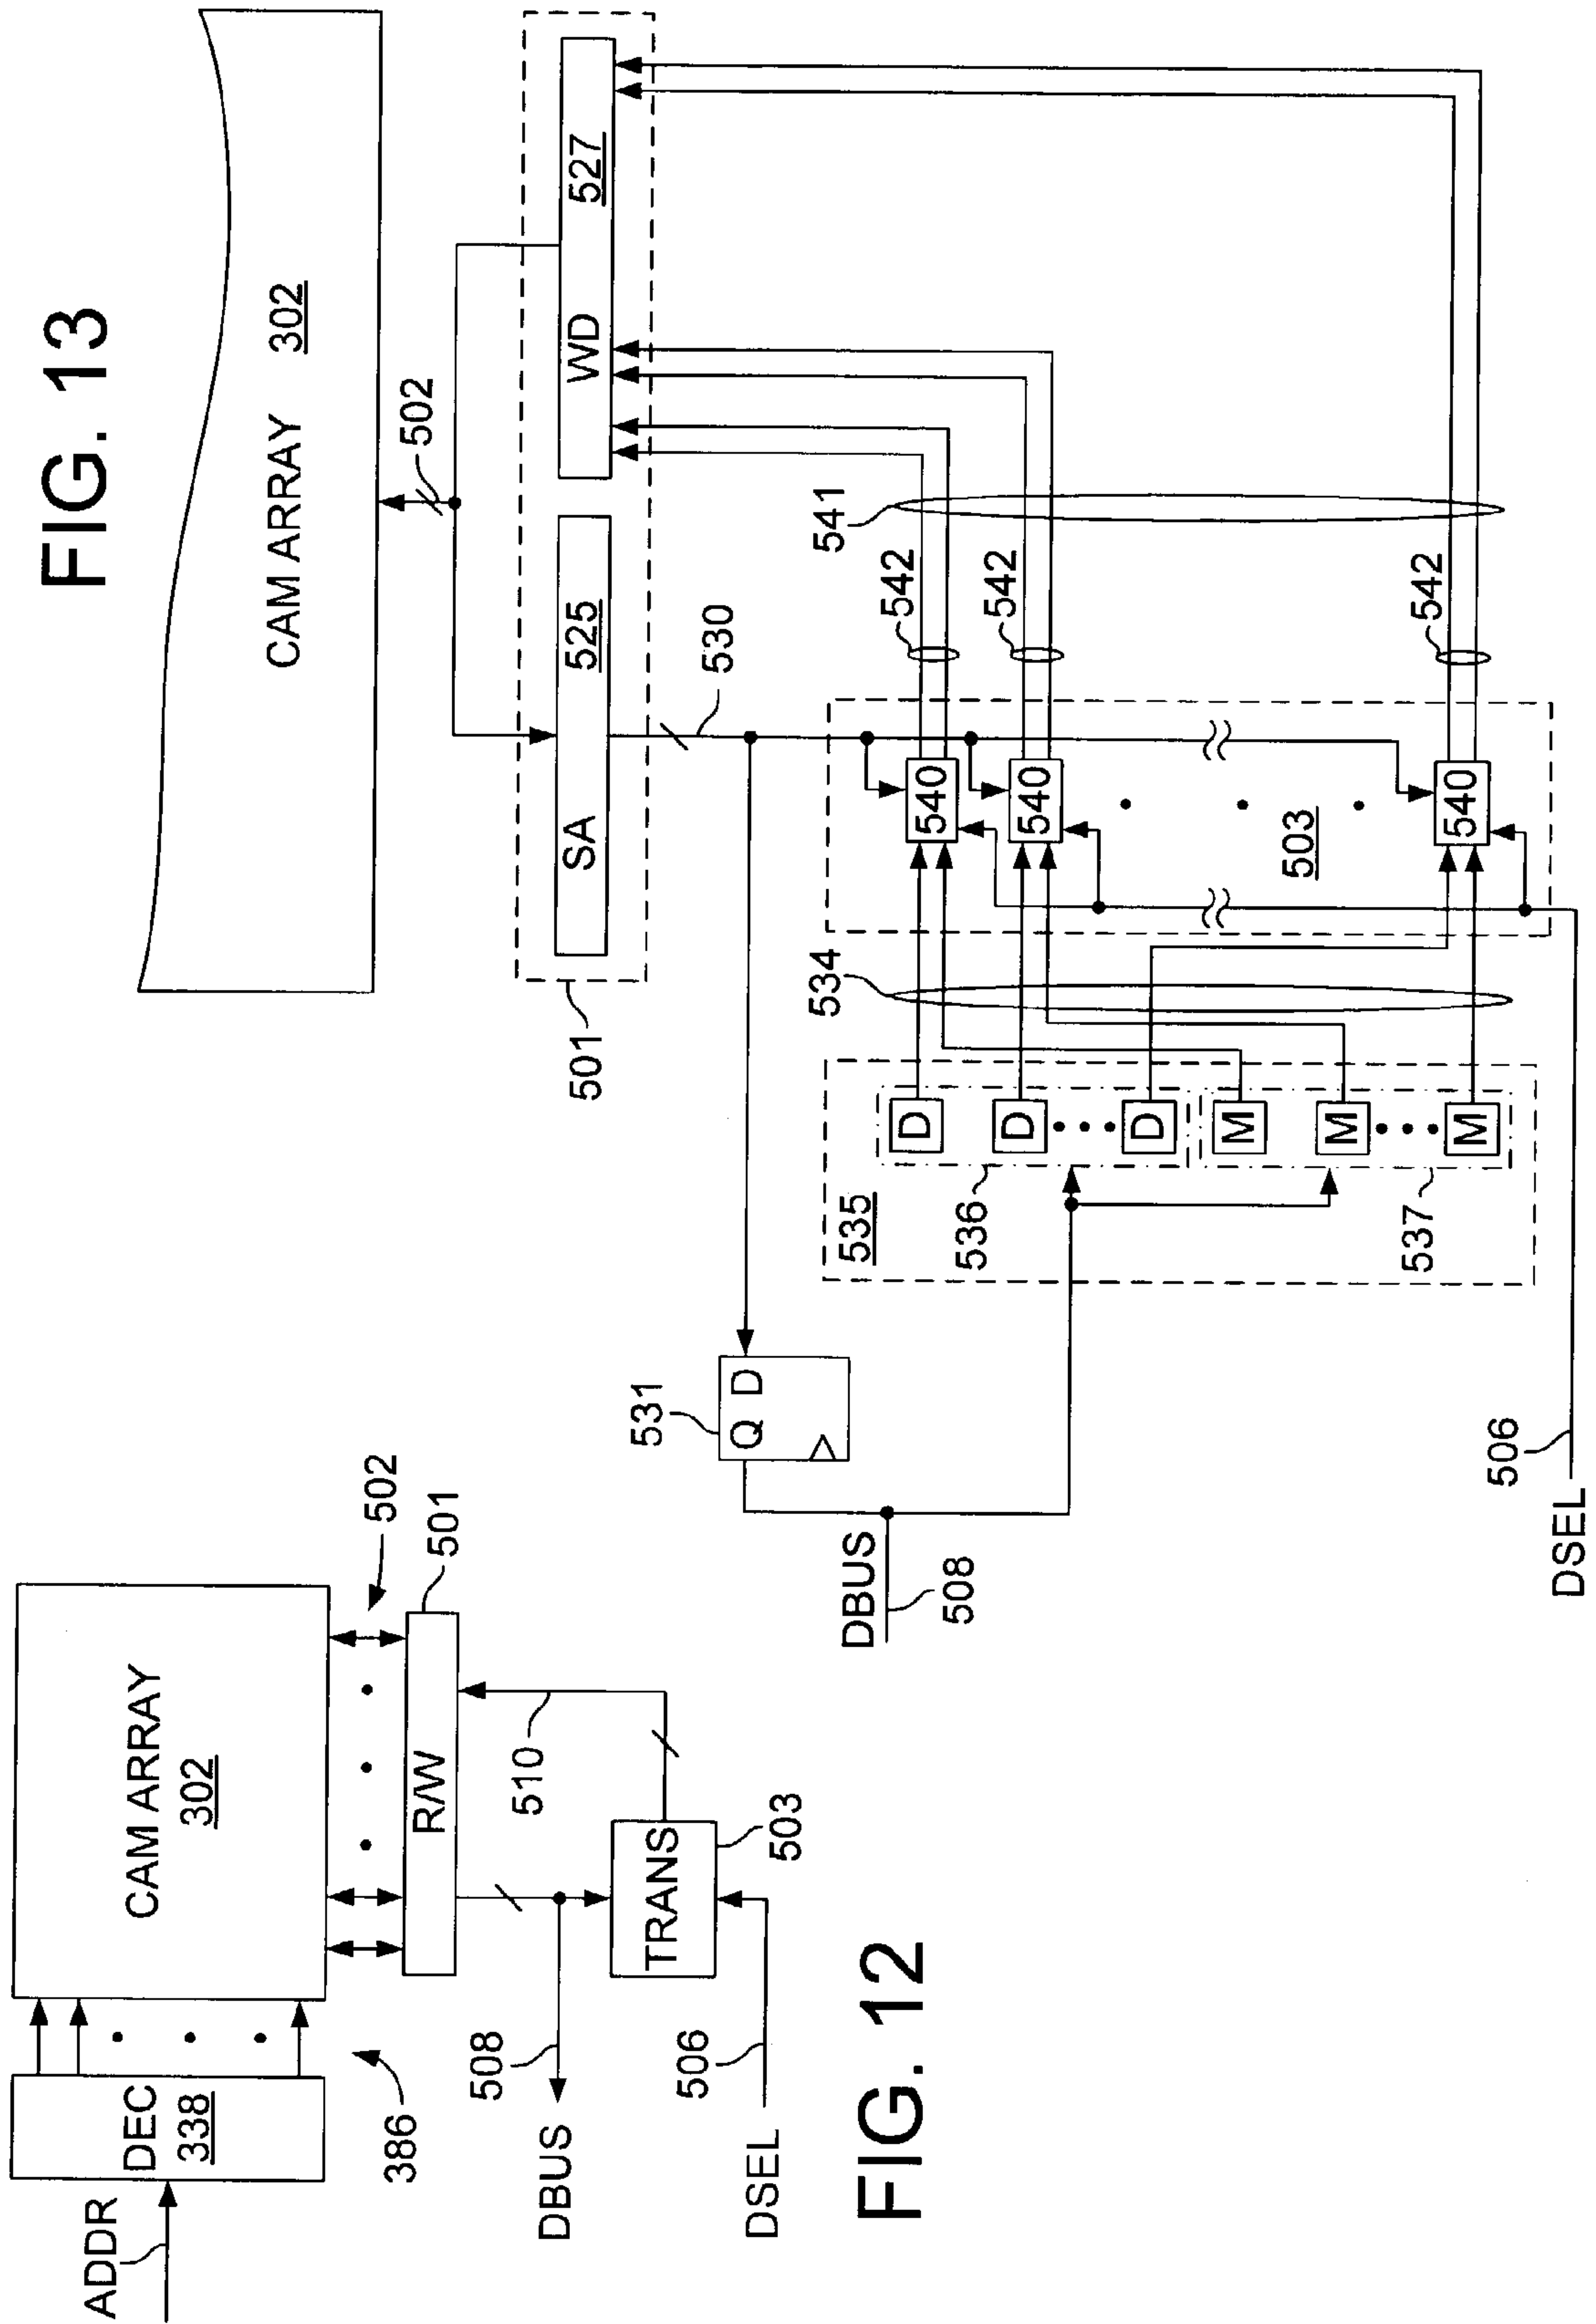 FIG. 12
ADDR
DEC
338
386
CAM ARRAY
302
502
R/W
501
508
DBUS
510
TRANS
503
506
DSEL
FIG. 13
CAM ARRAY 302
502
501
SA 525
WD 527
530
531
Q D
DBUS
508
535
536
537
D
D
D
M
M
M
534
540
540
540
503
542
542
542
541
506
DSEL